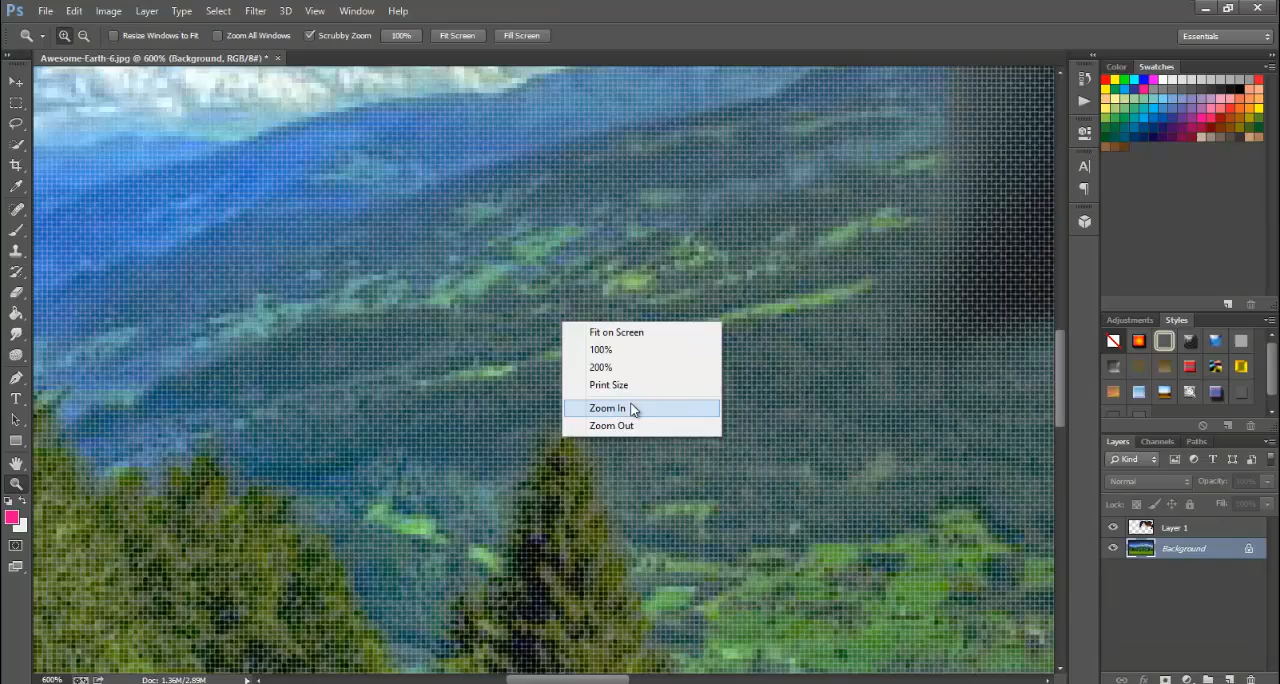 Ps File Edit Image Layer Type Select Filter 3D View Window Help
Resize Windows to Fit Zoom All Windows Scrubby Zoom 100% Fit Screen Fill Screen Essentials
Awesome-Earth-6.jpg @ 600% (Background, RGB/8#) * ×
Color Swatches
Fit on Screen
100%
200%
Print Size
Zoom In
Zoom Out
Adjustments Styles
Layers Channels Paths
Kind
Normal Opacity: 100%
Lock: Fill: 100%
Layer 1
Background
600% Doc: 1.36M/2.89M